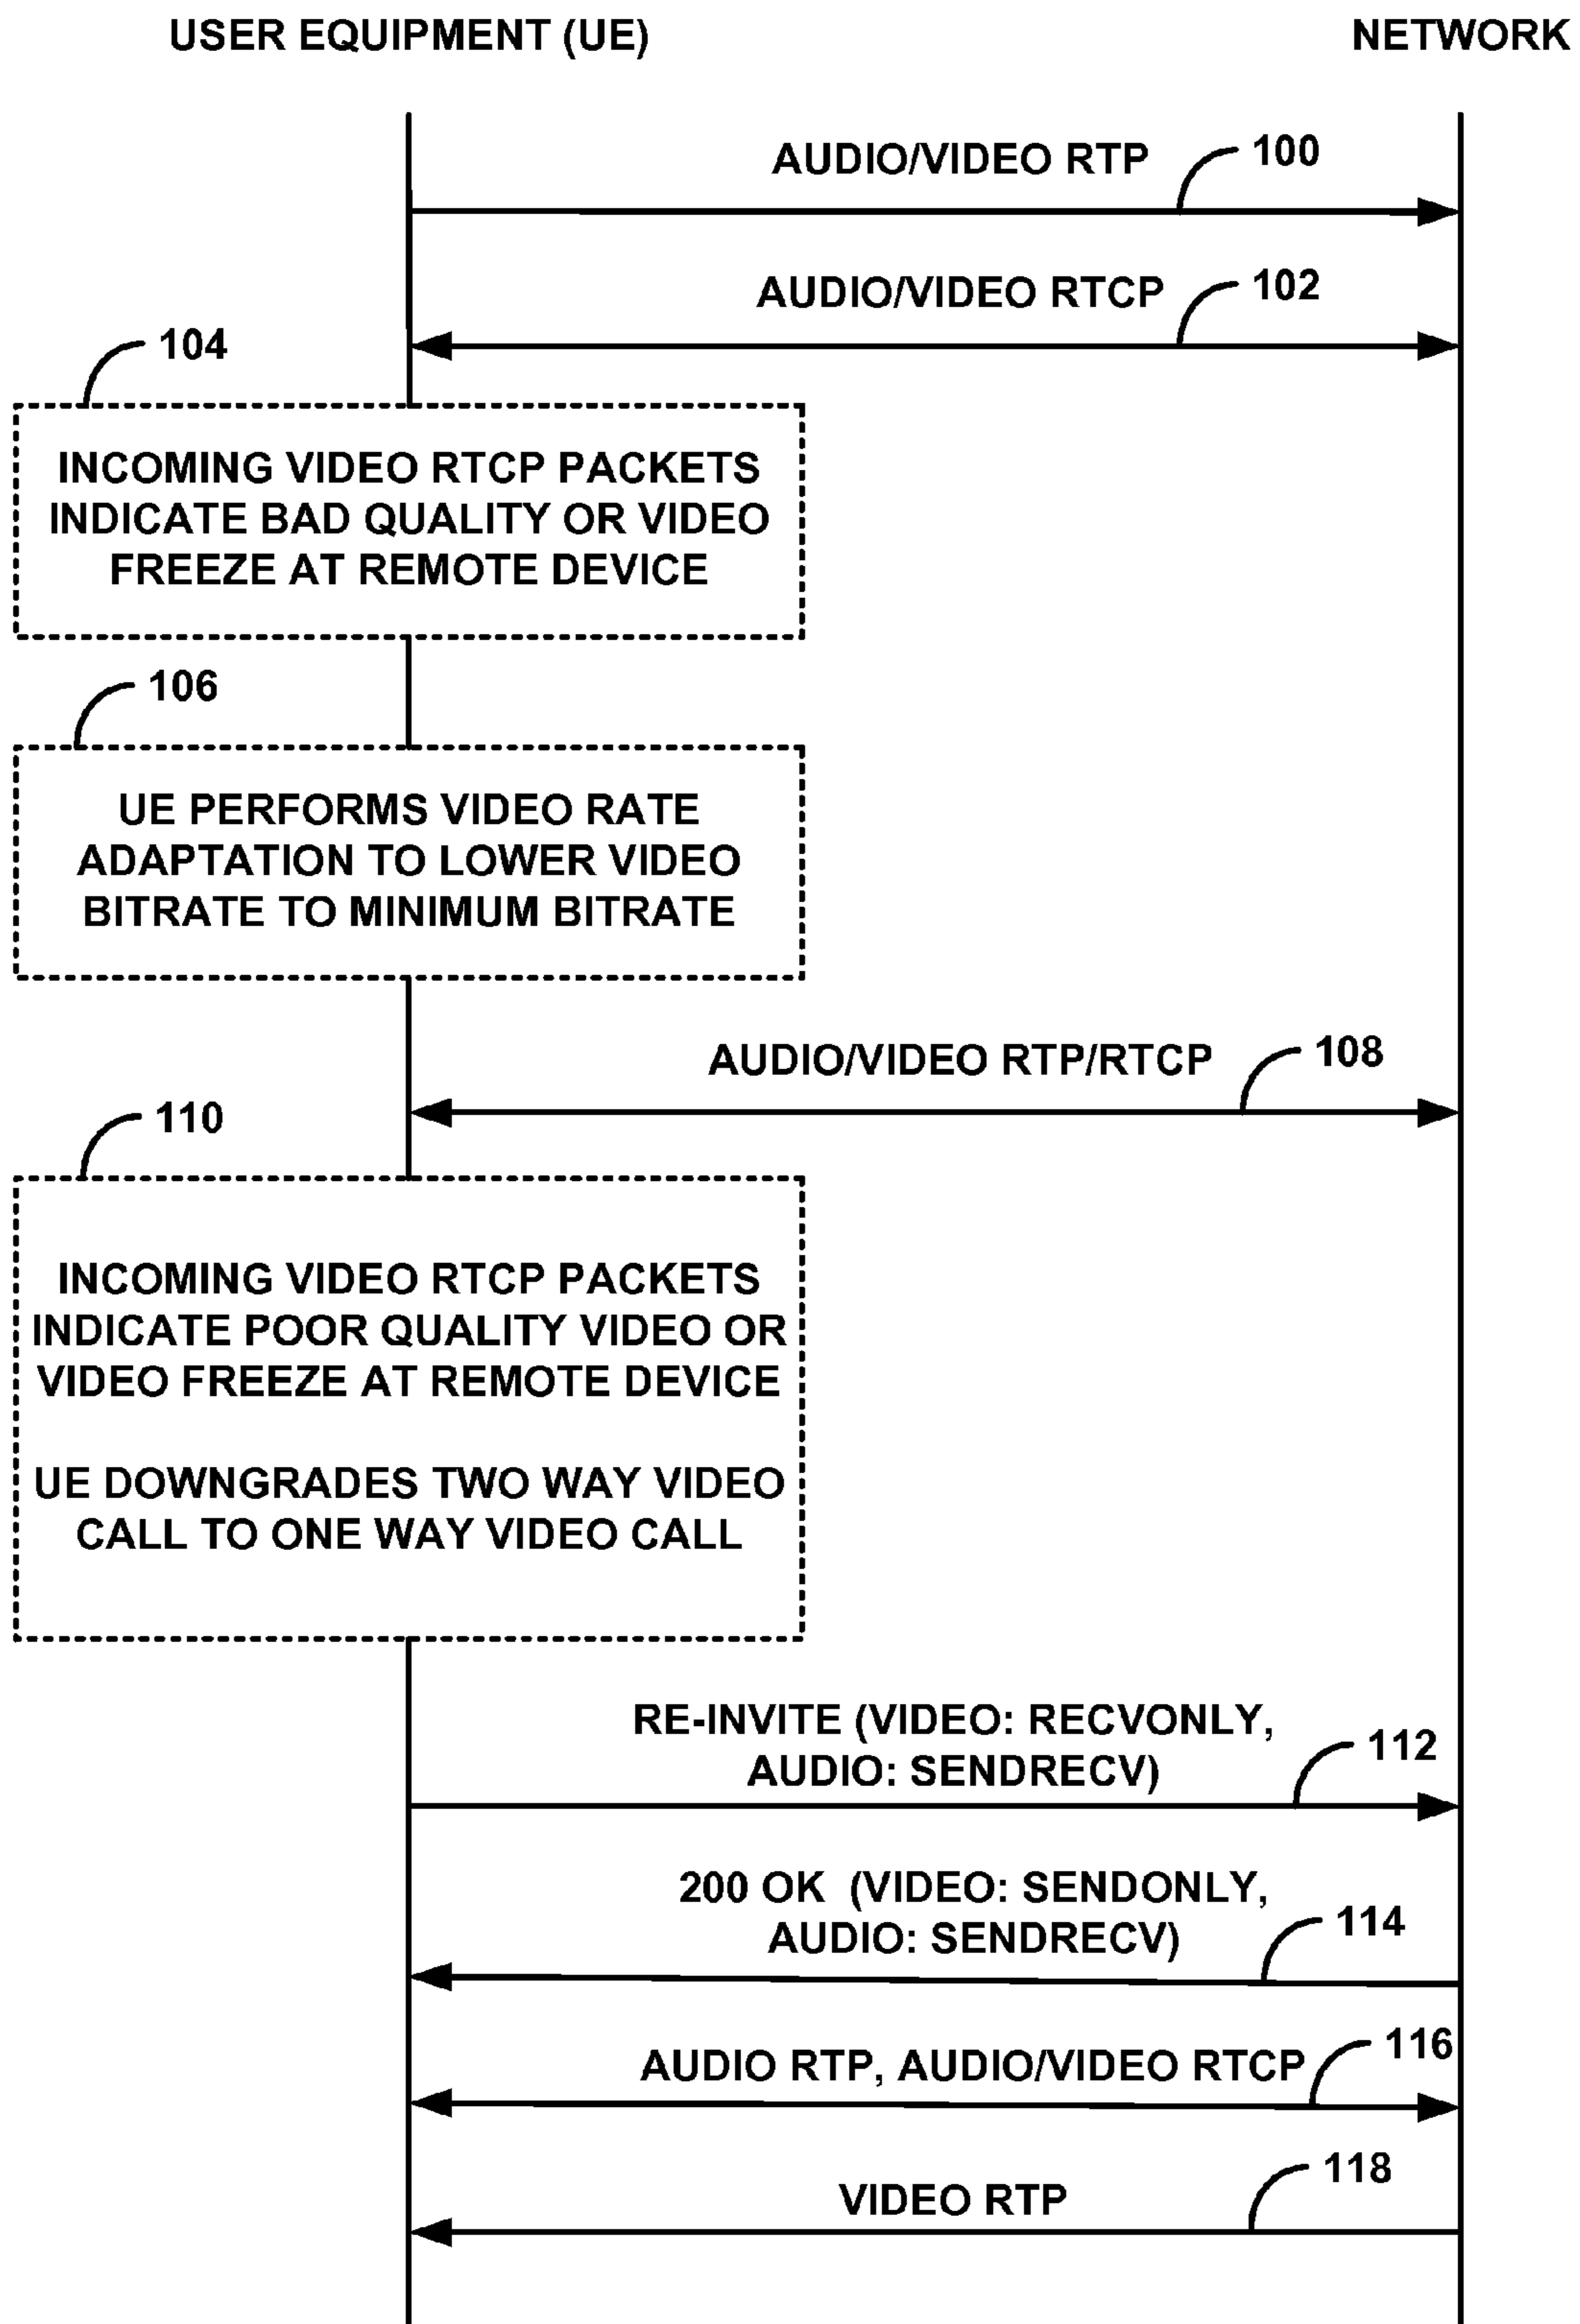 USER EQUIPMENT (UE)
NETWORK
AUDIO/VIDEO RTP
100
AUDIO/VIDEO RTCP
102
104
INCOMING VIDEO RTCP PACKETS
INDICATE BAD QUALITY OR VIDEO
FREEZE AT REMOTE DEVICE
106
UE PERFORMS VIDEO RATE
ADAPTATION TO LOWER VIDEO
BITRATE TO MINIMUM BITRATE
AUDIO/VIDEO RTP/RTCP
108
110
INCOMING VIDEO RTCP PACKETS
INDICATE POOR QUALITY VIDEO OR
VIDEO FREEZE AT REMOTE DEVICE
UE DOWNGRADES TWO WAY VIDEO
CALL TO ONE WAY VIDEO CALL
RE-INVITE (VIDEO: RECVONLY,
AUDIO: SENDRECV)
112
200 OK (VIDEO: SENDONLY,
AUDIO: SENDRECV)
114
AUDIO RTP, AUDIO/VIDEO RTCP
116
VIDEO RTP
118